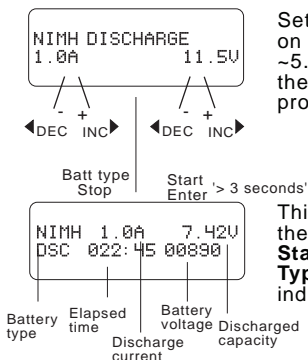 NIMH DISCHARGE
1.0A 11.5V
- + - +
◀DEC INC▶ ◀DEC INC▶
Batt type Start
Stop Enter '> 3 seconds'
NIMH 1.0A 7.42V
DSC 022:45 00890
Battery type
Elapsed time
Discharge current
Battery voltage
Discharged capacity
Set
on
~5.
the
pro
This
the
Sta
Typ
ind